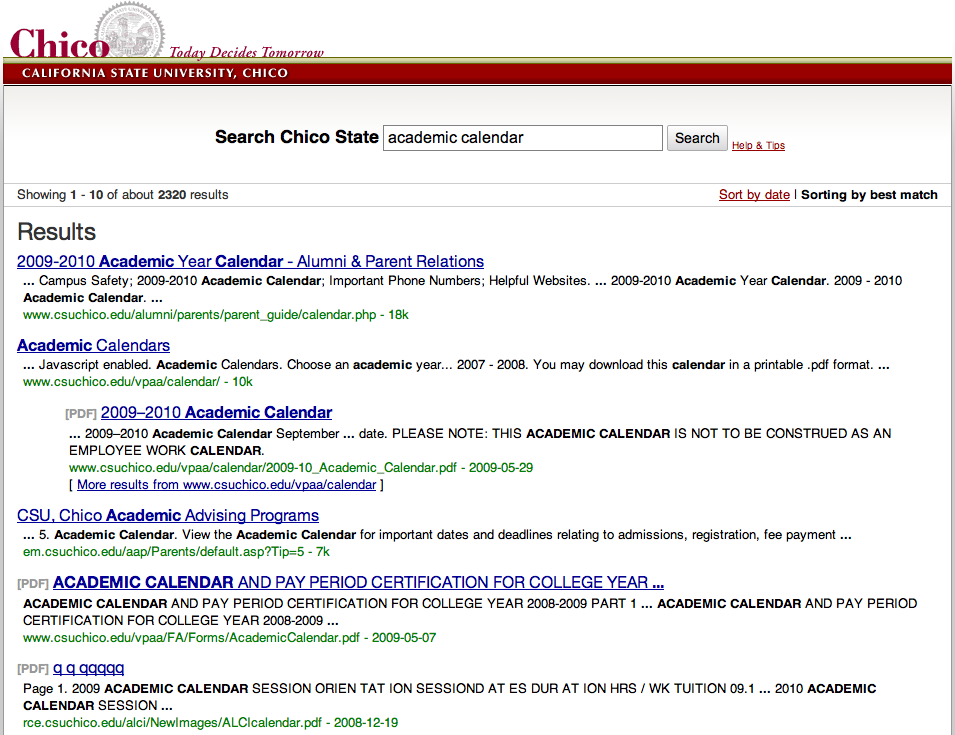 Chico
Today Decides Tomorrow
CALIFORNIA STATE UNIVERSITY, CHICO
Search Chico State academic calendar Search Help & Tips
Showing 1 - 10 of about 2320 results Sort by date | Sorting by best match
Results
2009-2010 Academic Year Calendar - Alumni & Parent Relations
... Campus Safety; 2009-2010 Academic Calendar; Important Phone Numbers; Helpful Websites. ... 2009-2010 Academic Year Calendar. 2009 - 2010
Academic Calendar. ...
www.csuchico.edu/alumni/parents/parent_guide/calendar.php - 18k
Academic Calendars
... Javascript enabled. Academic Calendars. Choose an academic year... 2007 - 2008. You may download this calendar in a printable .pdf format. ...
www.csuchico.edu/vpaa/calendar/ - 10k
[PDF] 2009–2010 Academic Calendar
... 2009–2010 Academic Calendar September ... date. PLEASE NOTE: THIS ACADEMIC CALENDAR IS NOT TO BE CONSTRUED AS AN
EMPLOYEE WORK CALENDAR.
www.csuchico.edu/vpaa/calendar/2009-10_Academic_Calendar.pdf - 2009-05-29
[ More results from www.csuchico.edu/vpaa/calendar ]
CSU, Chico Academic Advising Programs
... 5. Academic Calendar. View the Academic Calendar for important dates and deadlines relating to admissions, registration, fee payment ...
em.csuchico.edu/aap/Parents/default.asp?Tip=5 - 7k
[PDF] ACADEMIC CALENDAR AND PAY PERIOD CERTIFICATION FOR COLLEGE YEAR ...
ACADEMIC CALENDAR AND PAY PERIOD CERTIFICATION FOR COLLEGE YEAR 2008-2009 PART 1 ... ACADEMIC CALENDAR AND PAY PERIOD
CERTIFICATION FOR COLLEGE YEAR 2008-2009 ...
www.csuchico.edu/vpaa/FA/Forms/AcademicCalendar.pdf - 2009-05-07
[PDF] q q qqqqq
Page 1. 2009 ACADEMIC CALENDAR SESSION ORIEN TAT ION SESSIOND AT ES DUR AT ION HRS / WK TUITION 09.1 ... 2010 ACADEMIC
CALENDAR SESSION ...
rce.csuchico.edu/alci/NewImages/ALCIcalendar.pdf - 2008-12-19